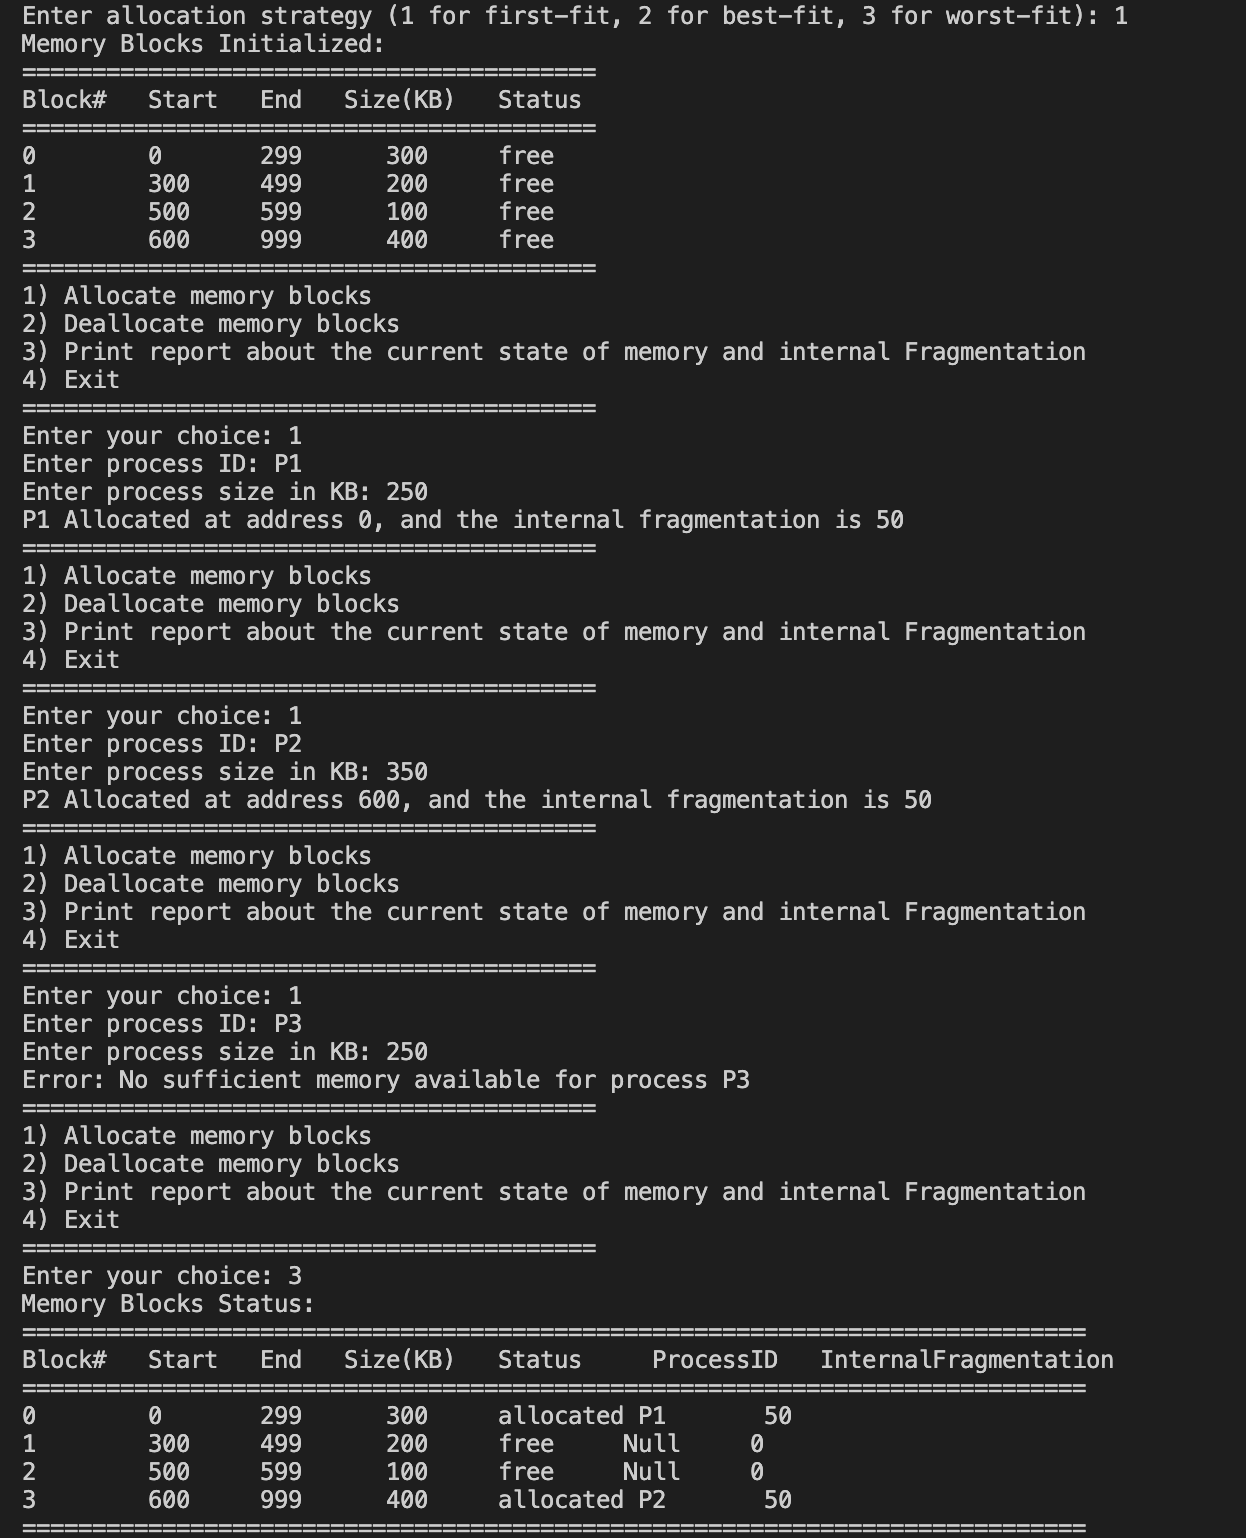 Enter allocation strategy (1 for first-fit, 2 for best-fit, 3 for worst-fit): 1
Memory Blocks Initialized:
=========================================
Block#   Start   End   Size(KB)   Status
=========================================
0        0       299      300     free
1        300     499      200     free
2        500     599      100     free
3        600     999      400     free
=========================================
1) Allocate memory blocks
2) Deallocate memory blocks
3) Print report about the current state of memory and internal Fragmentation
4) Exit
=========================================
Enter your choice: 1
Enter process ID: P1
Enter process size in KB: 250
P1 Allocated at address 0, and the internal fragmentation is 50
=========================================
1) Allocate memory blocks
2) Deallocate memory blocks
3) Print report about the current state of memory and internal Fragmentation
4) Exit
=========================================
Enter your choice: 1
Enter process ID: P2
Enter process size in KB: 350
P2 Allocated at address 600, and the internal fragmentation is 50
=========================================
1) Allocate memory blocks
2) Deallocate memory blocks
3) Print report about the current state of memory and internal Fragmentation
4) Exit
=========================================
Enter your choice: 1
Enter process ID: P3
Enter process size in KB: 250
Error: No sufficient memory available for process P3
=========================================
1) Allocate memory blocks
2) Deallocate memory blocks
3) Print report about the current state of memory and internal Fragmentation
4) Exit
=========================================
Enter your choice: 3
Memory Blocks Status:
============================================================================
Block#   Start   End   Size(KB)   Status     ProcessID   InternalFragmentation
============================================================================
0        0       299      300     allocated P1       50
1        300     499      200     free     Null     0
2        500     599      100     free     Null     0
3        600     999      400     allocated P2       50
============================================================================